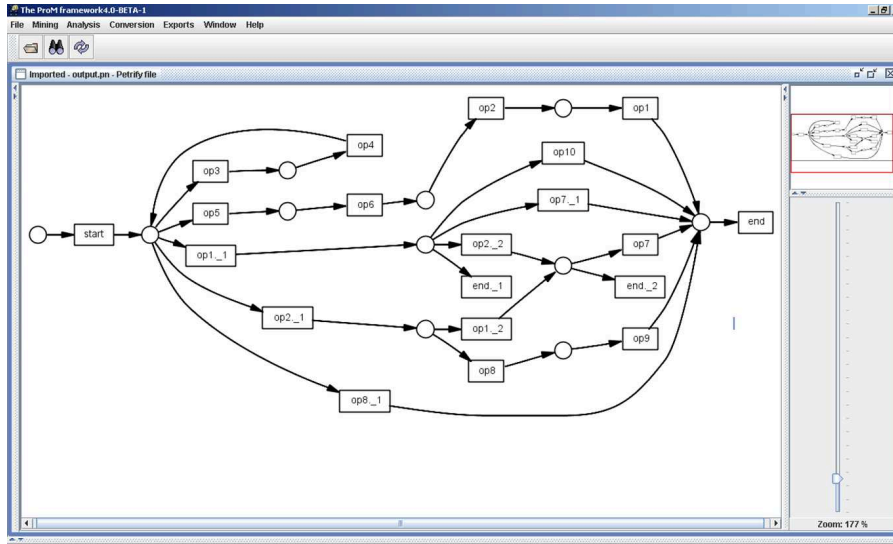 The ProM framework4.0-BETA-1
File Mining Analysis Conversion Exports Window Help
Imported - output.pn - Petrify file
op2
op1
op4
op10
op3
op7._1
op5
op6
end
start
op2._2
op7
op1._1
end._1
end._2
op2._1
op1._2
op9
op8
op8._1
Zoom: 177 %